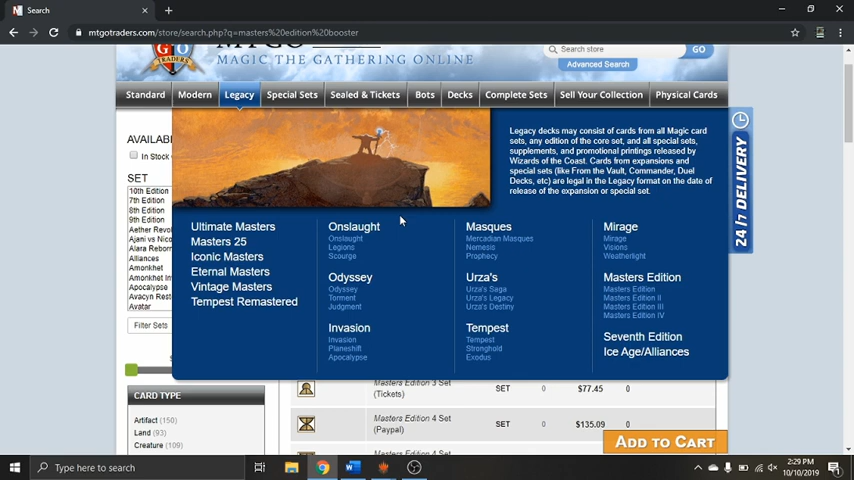 Search
mtgotraders.com/store/search.php?q=masters%20edition%20booster
MTGO
GO
TRADERS
MAGIC THE GATHERING ONLINE
Search store
GO
Advanced Search
Standard
Modern
Legacy
Special Sets
Sealed & Tickets
Bots
Decks
Complete Sets
Sell Your Collection
Physical Cards
Legacy decks may consist of cards from all Magic card
sets, any edition of the core set, and all special sets,
supplements, and promotional printings released by
Wizards of the Coast. Cards from expansions and
special sets (like From the Vault, Commander, Duel
Decks, etc) are legal in the Legacy format on the date of
release of the expansion or special set.
24/7 DELIVERY
In Stock
SET
10th Edition
7th Edition
8th Edition
9th Edition
Aether Revo
Ajani vs Nico
Alara Reborn
Alliances
Amonkhet
Amonkhet In
Apocalypse
Avacyn Resto
Avatar
Filter Sets
Ultimate Masters
Masters 25
Iconic Masters
Eternal Masters
Vintage Masters
Tempest Remastered
Onslaught
Onslaught
Legions
Scourge
Odyssey
Odyssey
Torment
Judgment
Invasion
Invasion
Planeshift
Apocalypse
Masques
Mercadian Masques
Nemesis
Prophecy
Urza's
Urza's Saga
Urza's Legacy
Urza's Destiny
Tempest
Tempest
Stronghold
Exodus
Mirage
Mirage
Visions
Weatherlight
Masters Edition
Masters Edition
Masters Edition II
Masters Edition III
Masters Edition IV
Seventh Edition
Ice Age/Alliances
CARD TYPE
Artifact (150)
Land (93)
Creature (109)
Masters Edition 3 Set
(Tickets)
SET
0
$77.45
0
Masters Edition 4 Set
(Paypal)
SET
0
$135.09
0
Masters Edition 4
ADD TO CART
Type here to search
2:29 PM
10/10/2019